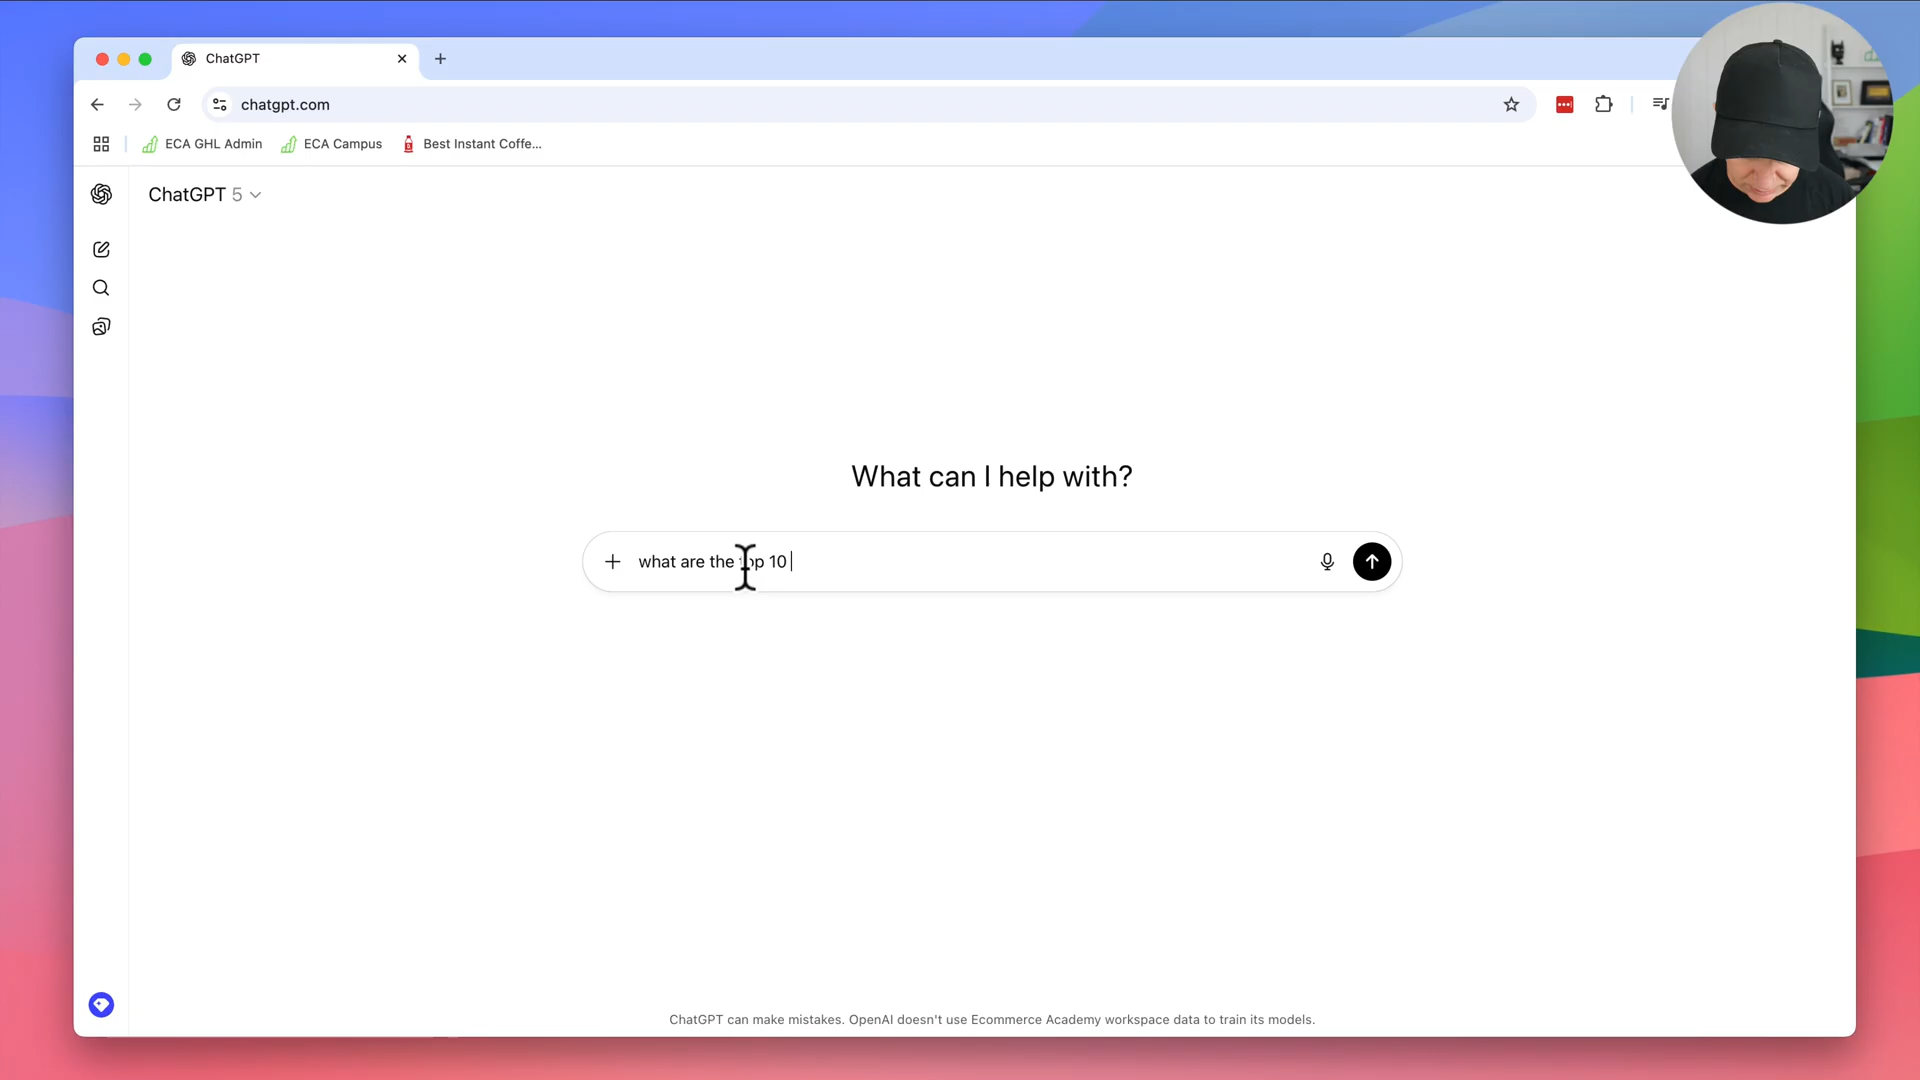 ChatGPT
chatgpt.com
ECA GHL Admin
ECA Campus
Best Instant Coffe...
ChatGPT 5
What can I help with?
what are the top 10
ChatGPT can make mistakes. OpenAI doesn't use Ecommerce Academy workspace data to train its models.